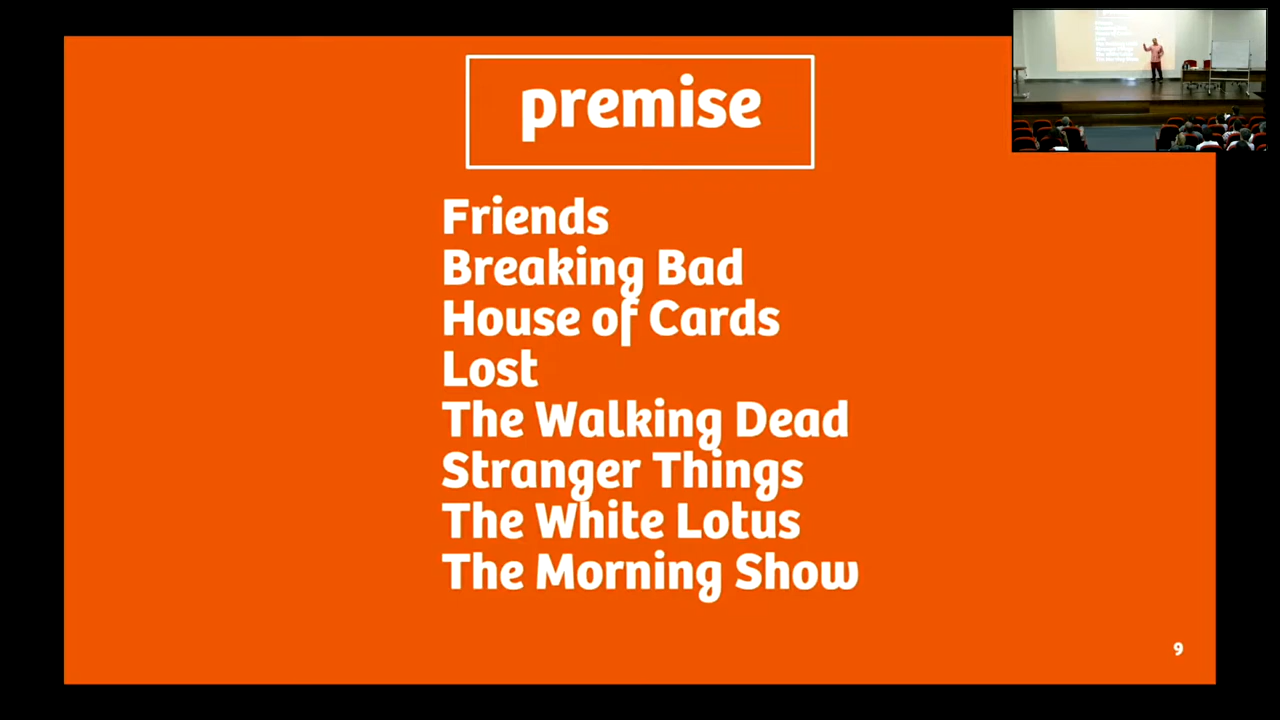 premise
Friends
Breaking Bad
House of Cards
Lost
The Walking Dead
Stranger Things
The White Lotus
The Morning Show
9